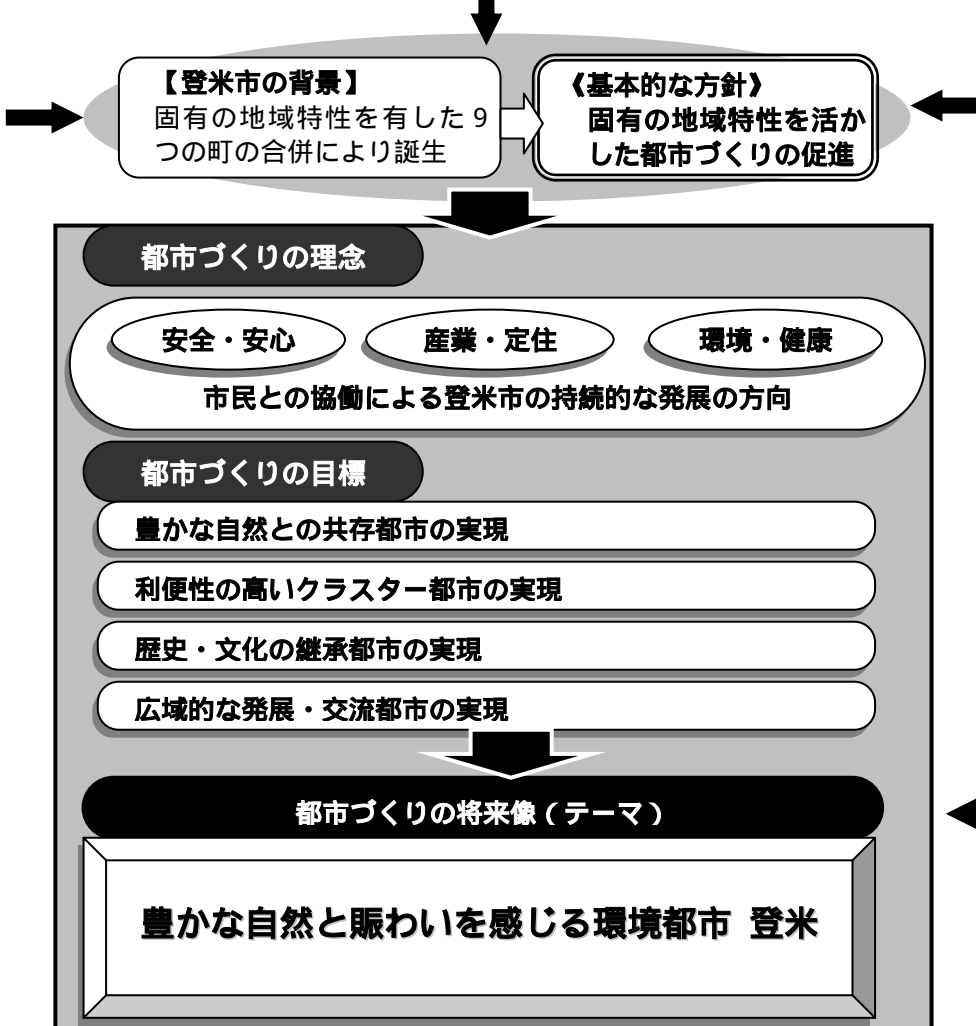 【登米市の背景】
固有の地域特性を有した9
つの町の合併により誕生
《基本的な方針》
固有の地域特性を活か
した都市づくりの促進
都市づくりの理念
安全・安心
産業・定住
環境・健康
市民との協働による登米市の持続的な発展の方向
都市づくりの目標
豊かな自然との共存都市の実現
利便性の高いクラスター都市の実現
歴史・文化の継承都市の実現
広域的な発展・交流都市の実現
都市づくりの将来像(テーマ)
豊かな自然と賑わいを感じる環境都市 登米